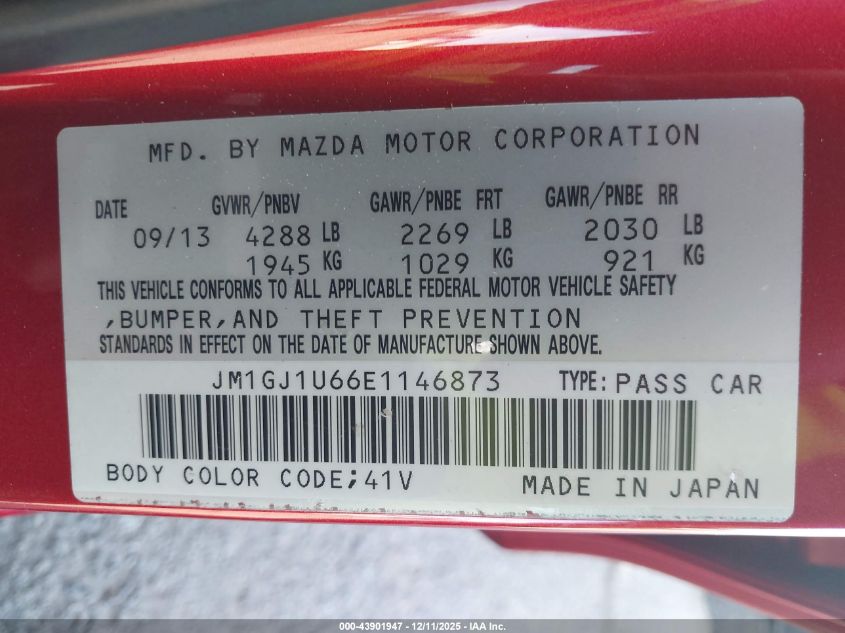 MFD. BY MAZDA MOTOR CORPORATION
DATE GVWR/PNBV GAWR/PNBE FRT GAWR/PNBE RR
09/13 4288 LB 2269 LB 2030 LB
1945 KG 1029 KG 921 KG
THIS VEHICLE CONFORMS TO ALL APPLICABLE FEDERAL MOTOR VEHICLE SAFETY
,BUMPER,AND THEFT PREVENTION
STANDARDS IN EFFECT ON THE DATE OF MANUFACTURE SHOWN ABOVE.
JM1GJ1U66E1146873 TYPE: PASS CAR
BODY COLOR CODE;41V MADE IN JAPAN
000-43901947 - 12/11/2025 - IAA Inc.